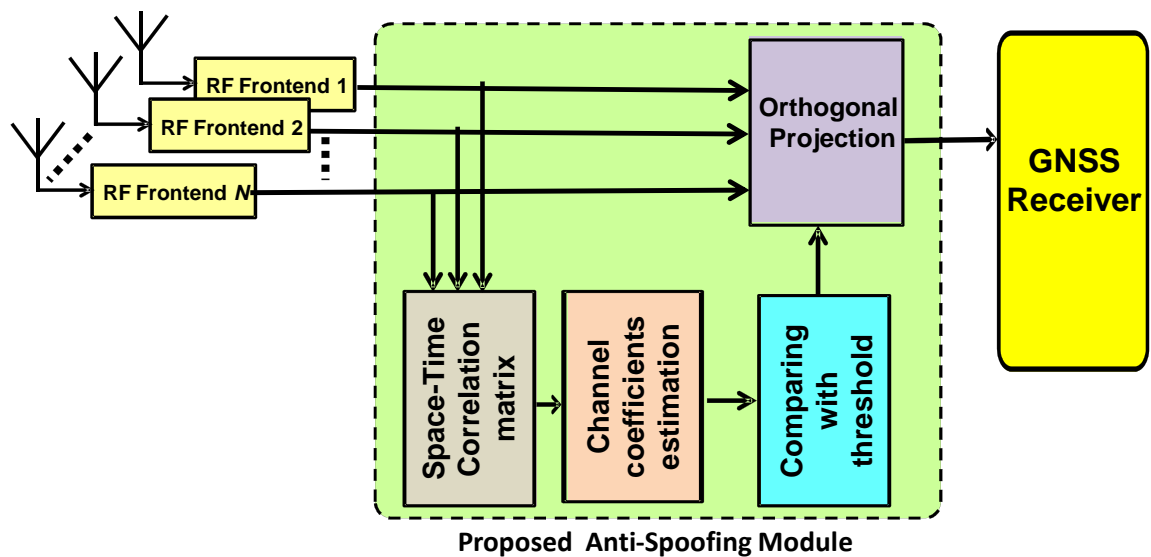 RF Frontend 1
RF Frontend 2
RF Frontend N
Orthogonal
Projection
GNSS
Receiver
Space-Time
Correlation
matrix
Channel
coefficients
estimation
Comparing
with
threshold
Proposed Anti-Spoofing Module